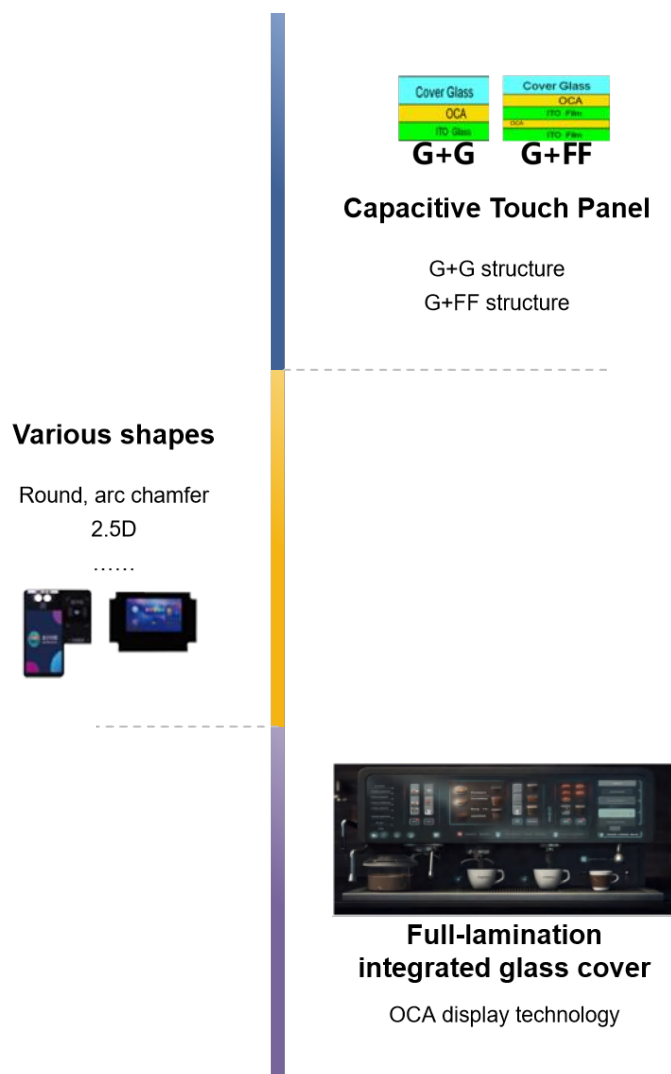 Cover Glass
OCA
ITO Glass
G+G
Cover Glass
OCA
ITO Film
OCA
ITO Film
G+FF
Capacitive Touch Panel
G+G structure
G+FF structure
Various shapes
Round, arc chamfer
2.5D
......
Full-lamination
integrated glass cover
OCA display technology